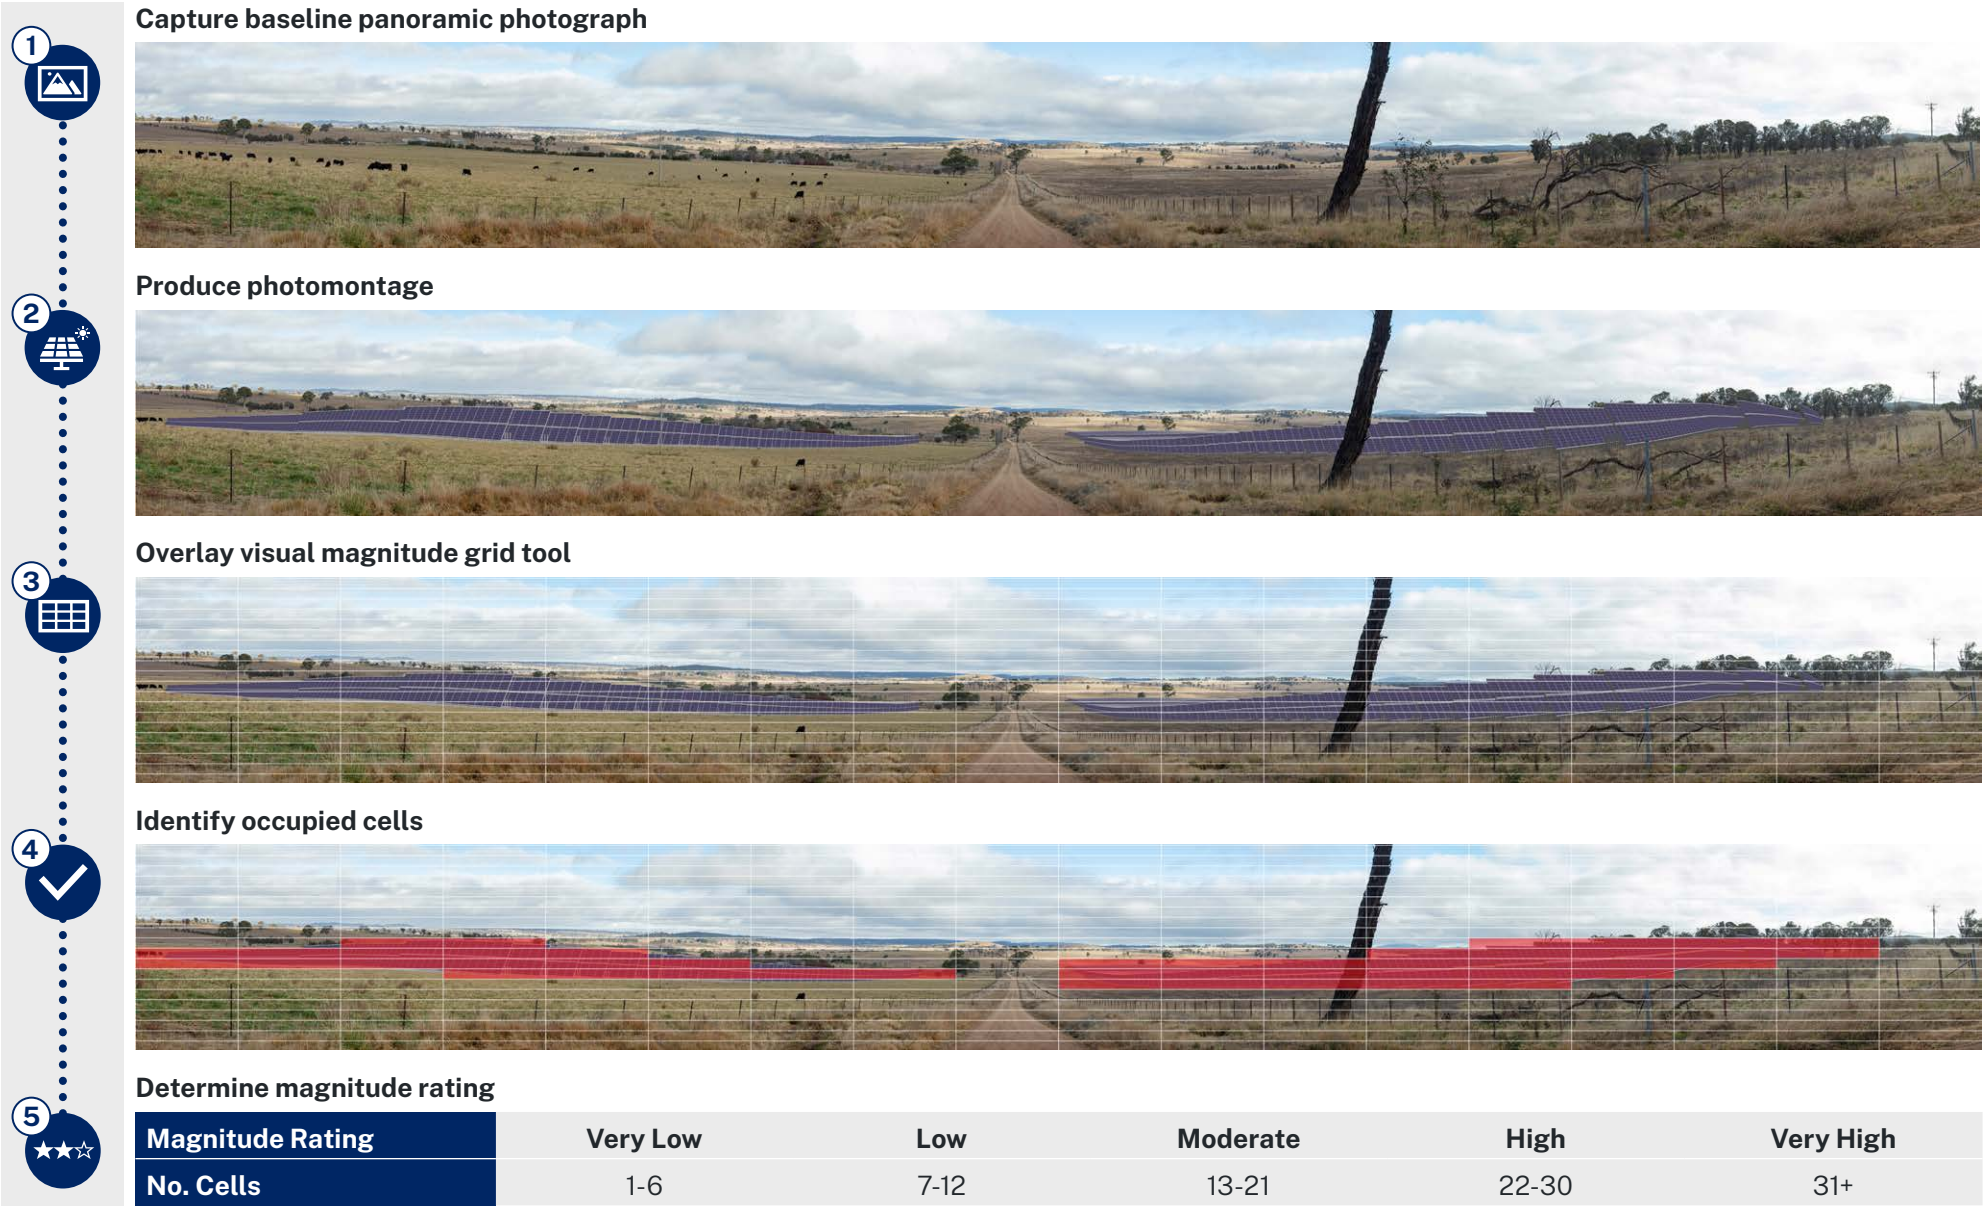 1
Capture baseline panoramic photograph
2
Produce photomontage
3
Overlay visual magnitude grid tool
4
Identify occupied cells
5
Determine magnitude rating
Magnitude Rating Very Low Low Moderate High Very High
No. Cells 1-6 7-12 13-21 22-30 31+